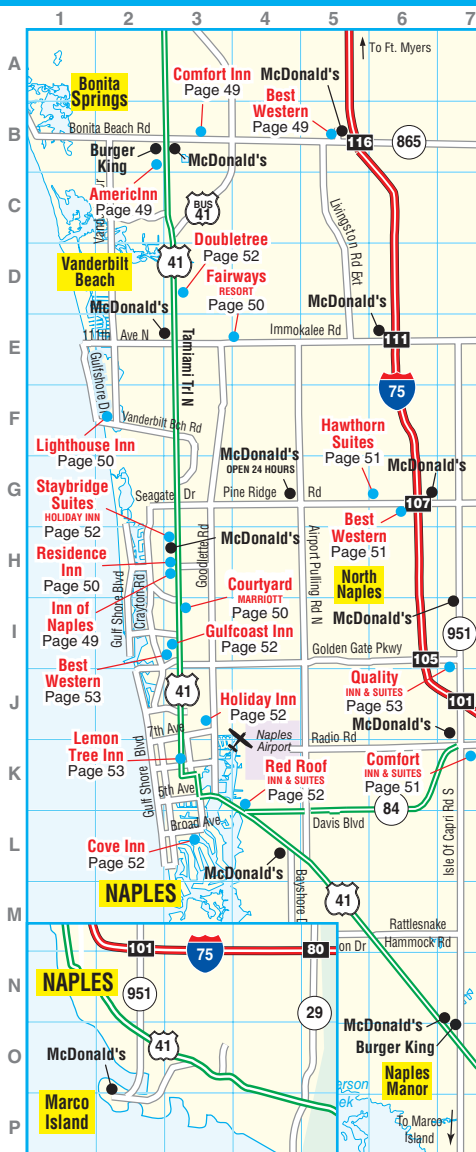 1 2 3 4 5 6 7
A
B
C
D
E
F
G
H
I
J
K
L
M
N
O
P
To Ft. Myers
Bonita
Springs
Comfort Inn
Page 49
McDonald's
Best
Western
Page 49
Bonita Beach Rd
116
865
Burger
King
McDonald's
AmericInn
Page 49
BUS
41
Livingston Rd Ext
41
Doubletree
Page 52
Vanderbilt
Beach
Fairways
RESORT
Page 50
McDonald's
McDonald's
111th Ave N
Immokalee Rd
111
Tamiami Trl N
75
Gulfshore D
Vanderbilt Bch Rd
Lighthouse Inn
Page 50
Hawthorn
Suites
Page 51
McDonald's
OPEN 24 HOURS
McDonald's
Staybridge
Suites
HOLIDAY INN
Page 52
Seagate Dr
Pine Ridge Rd
107
Best
Western
Page 51
McDonald's
Goodlette Rd
Airport Pulling Rd N
Residence
Inn
Page 50
North
Naples
Gulf Shore Blvd
Crayton Rd
Courtyard
MARRIOTT
Page 50
McDonald's
Inn of
Naples
Page 49
951
Gulfcoast Inn
Page 52
Golden Gate Pkwy
105
Best
Western
Page 53
Quality
INN & SUITES
Page 53
41
101
Holiday Inn
Page 52
McDonald's
7th Ave
Naples
Airport
Radio Rd
Lemon
Tree Inn
Page 53
Gulf Shore Blvd
Red Roof
INN & SUITES
Page 52
Comfort
INN & SUITES
Page 51
5th Ave
84
Davis Blvd
Broad Ave
Isle Of Capri Rd S
Cove Inn
Page 52
McDonald's
NAPLES
Bayshore D
41
Rattlesnake
Hammock Rd
on Dr
101
75
80
NAPLES
951
29
McDonald's
Burger King
41
McDonald's
Naples
Manor
Marco
Island
erson
ek
To Marco
Island